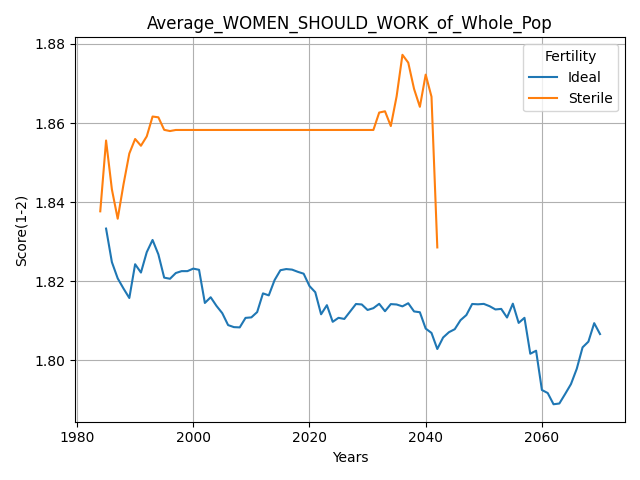 Average_WOMEN_SHOULD_WORK_of_Whole_Pop
1.88
1.86
1.84
1.82
1.80
Score(1-2)
Fertility
Ideal
Sterile
1980
2000
2020
2040
2060
Years